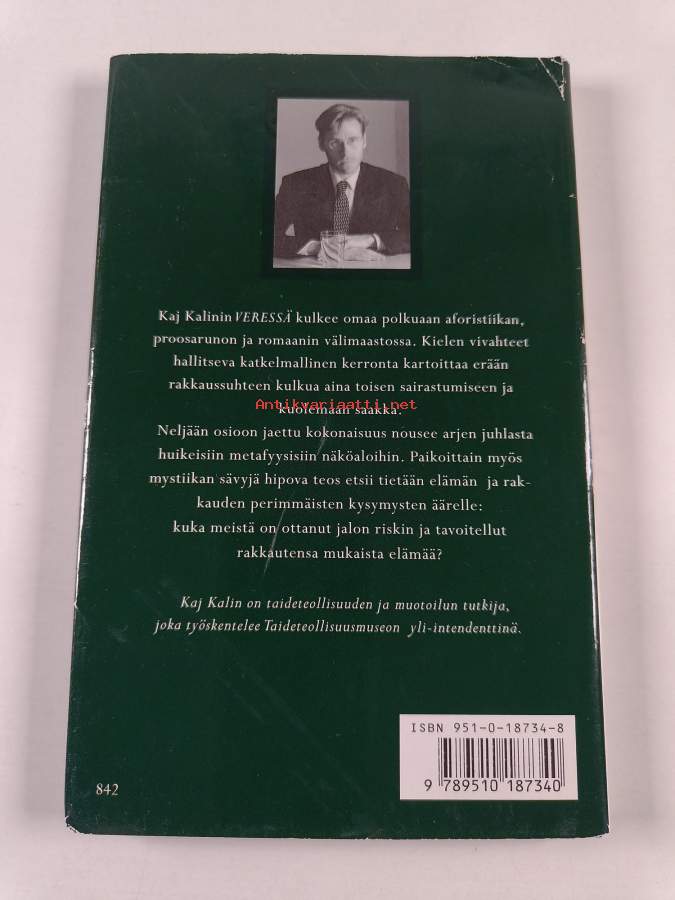 Kaj Kalinin VERESSÄ kulkee omaa polkuaan aforistiikan,
proosarunon ja romaanin välimaastossa. Kielen vivahteet
hallitseva katkelmallinen kerronta kartoittaa erään
rakkaussuhteen kulkua aina toisen sairastumiseen ja
Antikvariaatti.net
kuolemaan saakka.
Neljään osioon jaettu kokonaisuus nousee arjen juhlasta
huikeisiin metafyysisiin näköaloihin. Paikoittain myös
mystiikan sävyjä hipova teos etsii tietään elämän ja rak-
kauden perimmäisten kysymysten äärelle:
kuka meistä on ottanut jalon riskin ja tavoitellut
rakkautensa mukaista elämää?
Kaj Kalin on taideteollisuuden ja muotoilun tutkija,
joka työskentelee Taideteollisuusmuseon yli-intendenttinä.
ISBN 951-0-18734-8
9 789510 187340
842